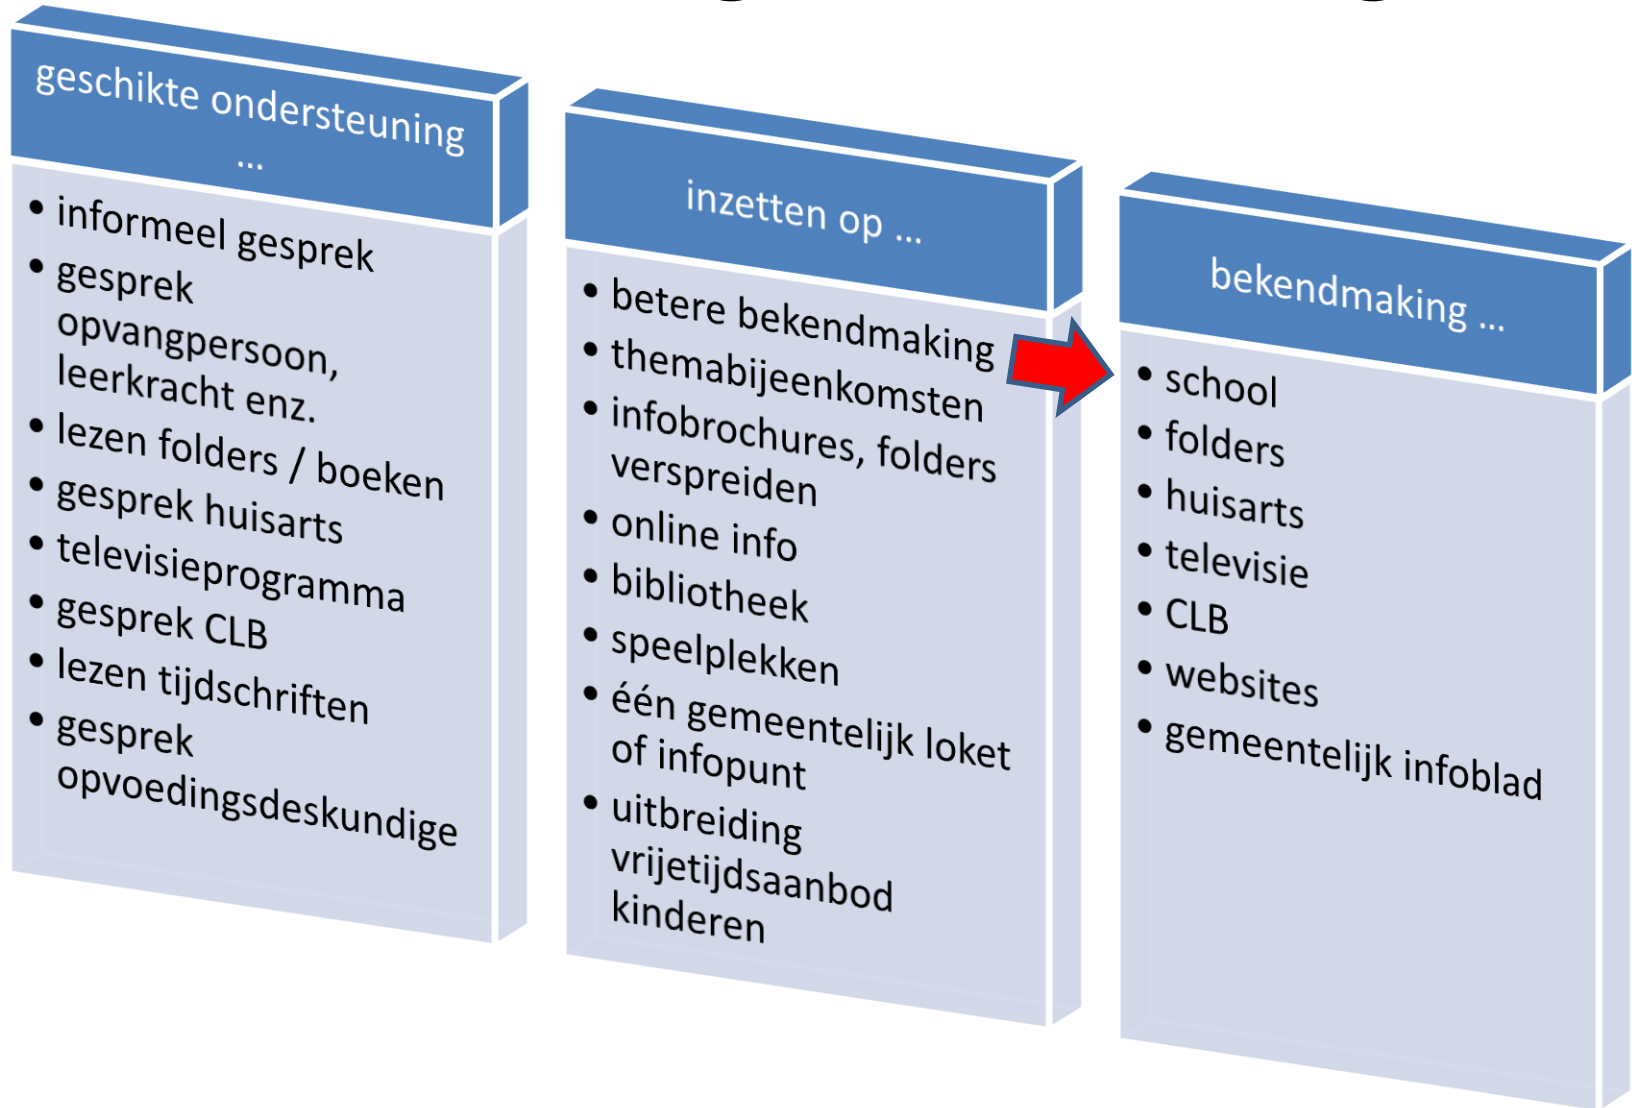 geschikte ondersteuning
...
• informeel gesprek
• gesprek
opvangpersoon,
leerkracht enz.
• lezen folders / boeken
• gesprek huisarts
• televisieprogramma
• gesprek CLB
• lezen tijdschriften
• gesprek
opvoedingsdeskundige
inzetten op ...
• betere bekendmaking
• themabijeenkomsten
• infobrochures, folders
verspreiden
• online info
• bibliotheek
• speelplekken
• één gemeentelijk loket
of infopunt
• uitbreiding
vrijetijdsaanbod
kinderen
bekendmaking ...
• school
• folders
• huisarts
• televisie
• CLB
• websites
• gemeentelijk infoblad